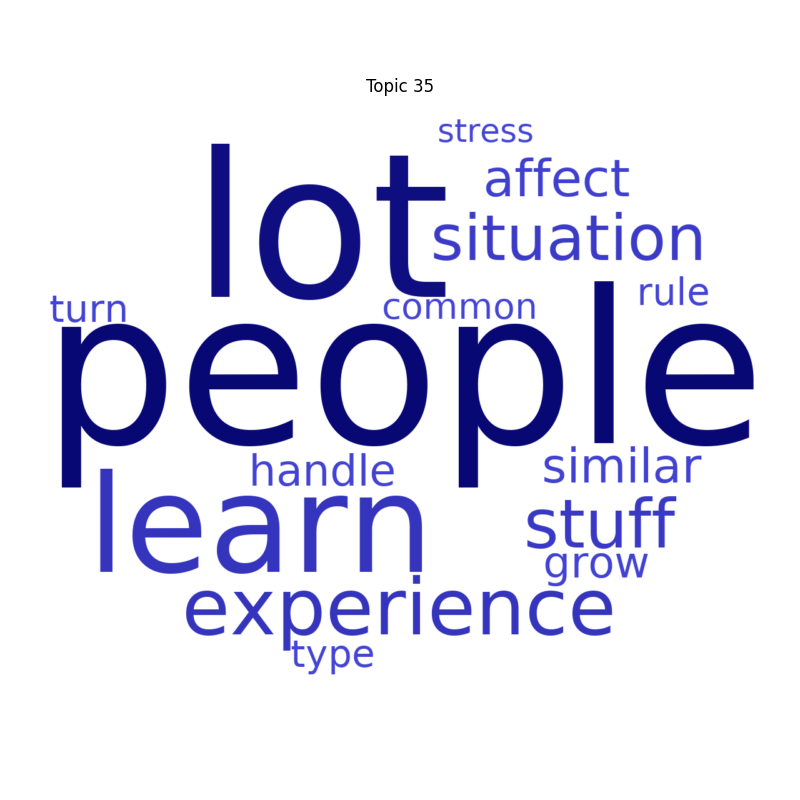 Topic 35
stress
lot
affect
situation
turn
common
rule
people
handle
similar
learn
stuff
grow
experience
type